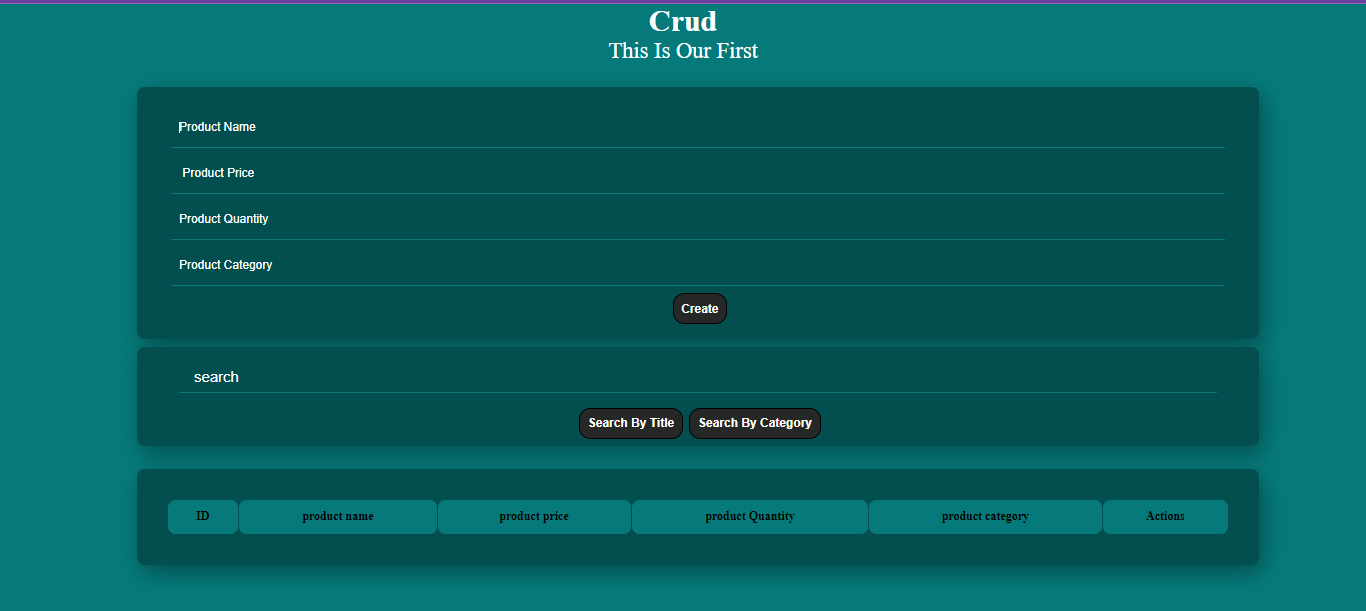 Crud
This Is Our First
Product Name
Product Price
Product Quantity
Product Category
Create
search
Search By Title Search By Category
ID product name product price product Quantity product category Actions